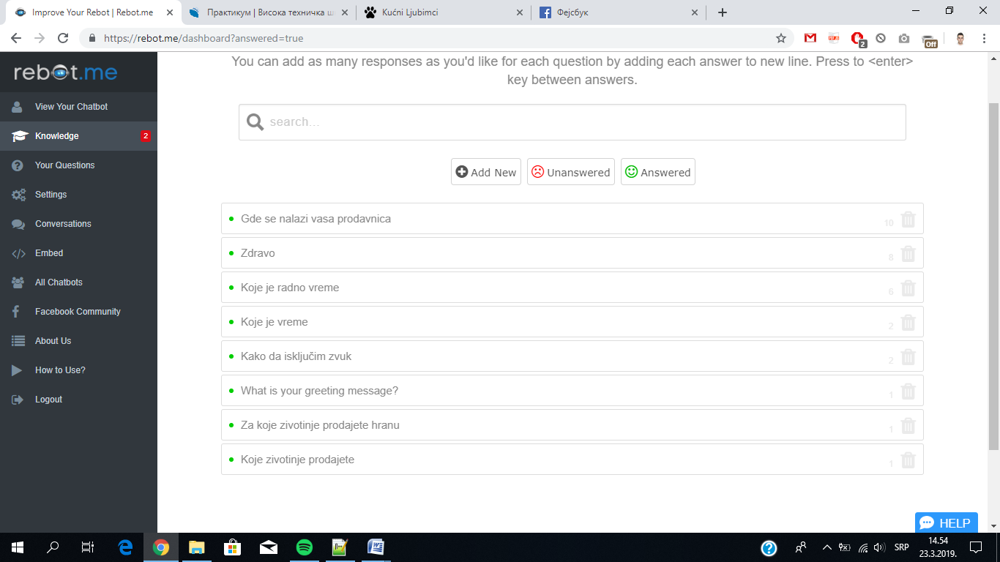 Improve Your Rebot | Rebot.me
Практикум | Висока техничка ш
Kućni Ljubimci
Фејсбук
https://rebot.me/dashboard?answered=true
2
Off
rebot.me
View Your Chatbot
Knowledge 2
Your Questions
Settings
Conversations
Embed
All Chatbots
Facebook Community
About Us
How to Use?
Logout
You can add as many responses as you'd like for each question by adding each answer to new line. Press to <enter>
key between answers.
search...
Add New Unanswered Answered
Gde se nalazi vasa prodavnica 10
Zdravo 8
Koje je radno vreme 6
Koje je vreme 2
Kako da isključim zvuk 2
What is your greeting message? 1
Za koje zivotinje prodajete hranu 1
Koje zivotinje prodajete 1
HELP
SRP
14.54
23.3.2019.